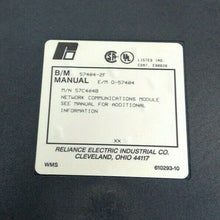 LISTED IND.
CONT. EQUIP.
B/M 57404-2F
MANUAL E/M D-57404
P/N 57C404B
NETWORK COMMUNICATIONS MODULE
SEE MANUAL FOR ADDITIONAL
INFORMATION
XX
RELIANCE ELECTRIC INDUSTRIAL CO.
CLEVELAND, OHIO 44117
WMS 610293-10